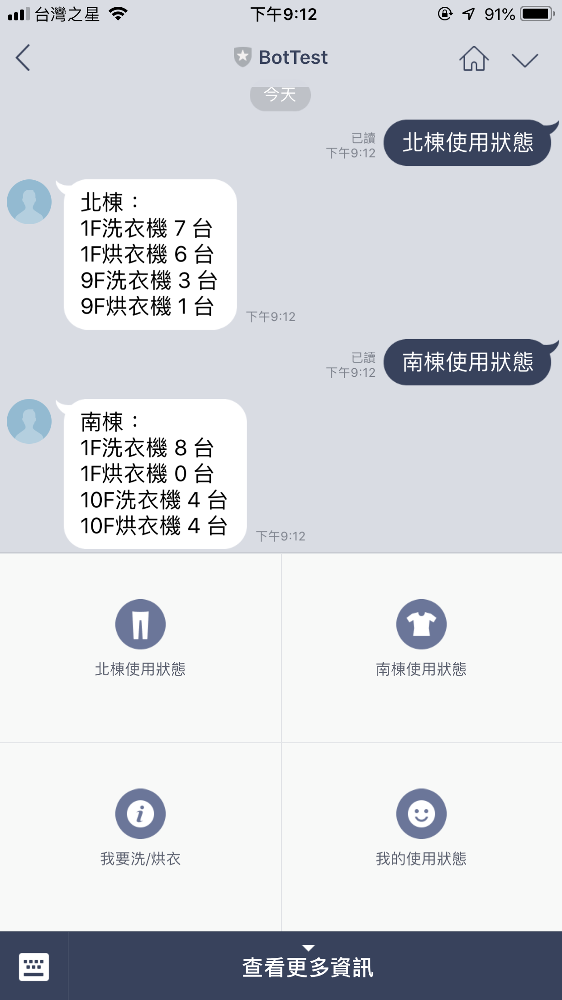 台灣之星 下午9:12 91%
BotTest
今天
已讀
下午9:12
北棟使用狀態
北棟：
1F洗衣機 7 台
1F烘衣機 6 台
9F洗衣機 3 台
9F烘衣機 1 台
下午9:12
已讀
下午9:12
南棟使用狀態
南棟：
1F洗衣機 8 台
1F烘衣機 0 台
10F洗衣機 4 台
10F烘衣機 4 台
下午9:12
北棟使用狀態
南棟使用狀態
我要洗/烘衣
我的使用狀態
查看更多資訊